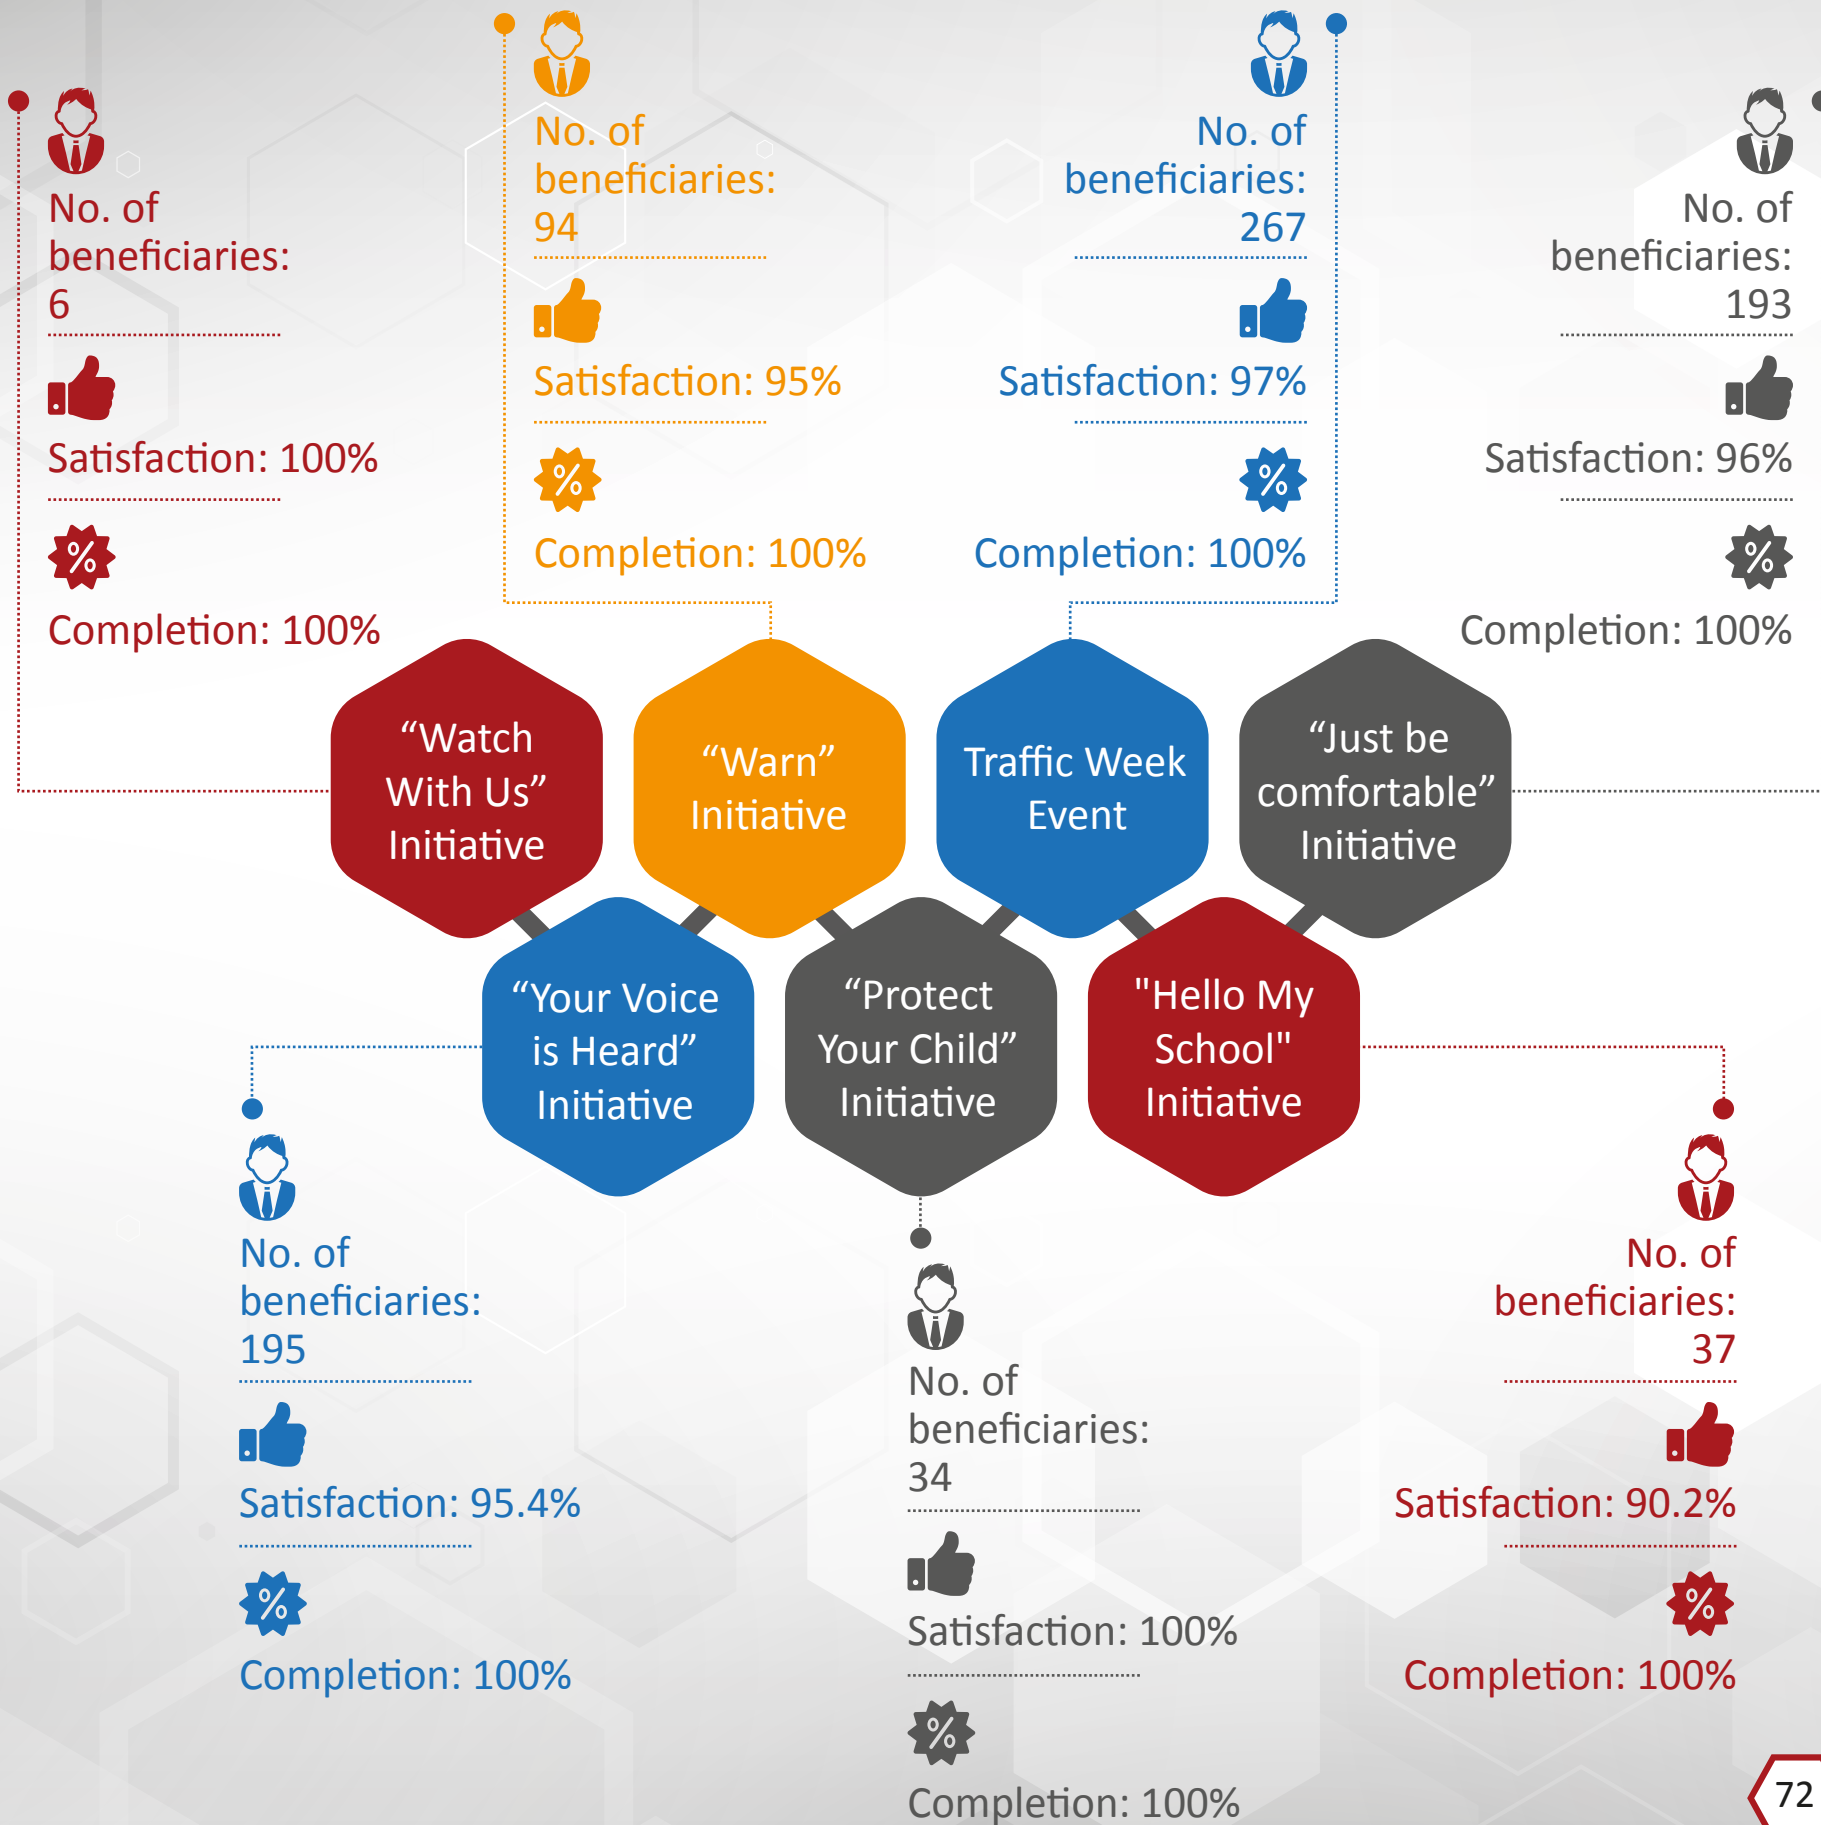 No. of
beneficiaries:
6
Satisfaction: 100%
%
Completion: 100%
No. of
beneficiaries:
94
Satisfaction: 95%
%
Completion: 100%
No. of
beneficiaries:
267
Satisfaction: 97%
%
Completion: 100%
No. of
beneficiaries:
193
Satisfaction: 96%
%
Completion: 100%
“Watch
With Us”
Initiative
“Warn”
Initiative
Traffic Week
Event
“Just be
comfortable”
Initiative
“Your Voice
is Heard”
Initiative
“Protect
Your Child”
Initiative
"Hello My
School"
Initiative
No. of
beneficiaries:
195
Satisfaction: 95.4%
%
Completion: 100%
No. of
beneficiaries:
34
Satisfaction: 100%
%
Completion: 100%
No. of
beneficiaries:
37
Satisfaction: 90.2%
%
Completion: 100%
72